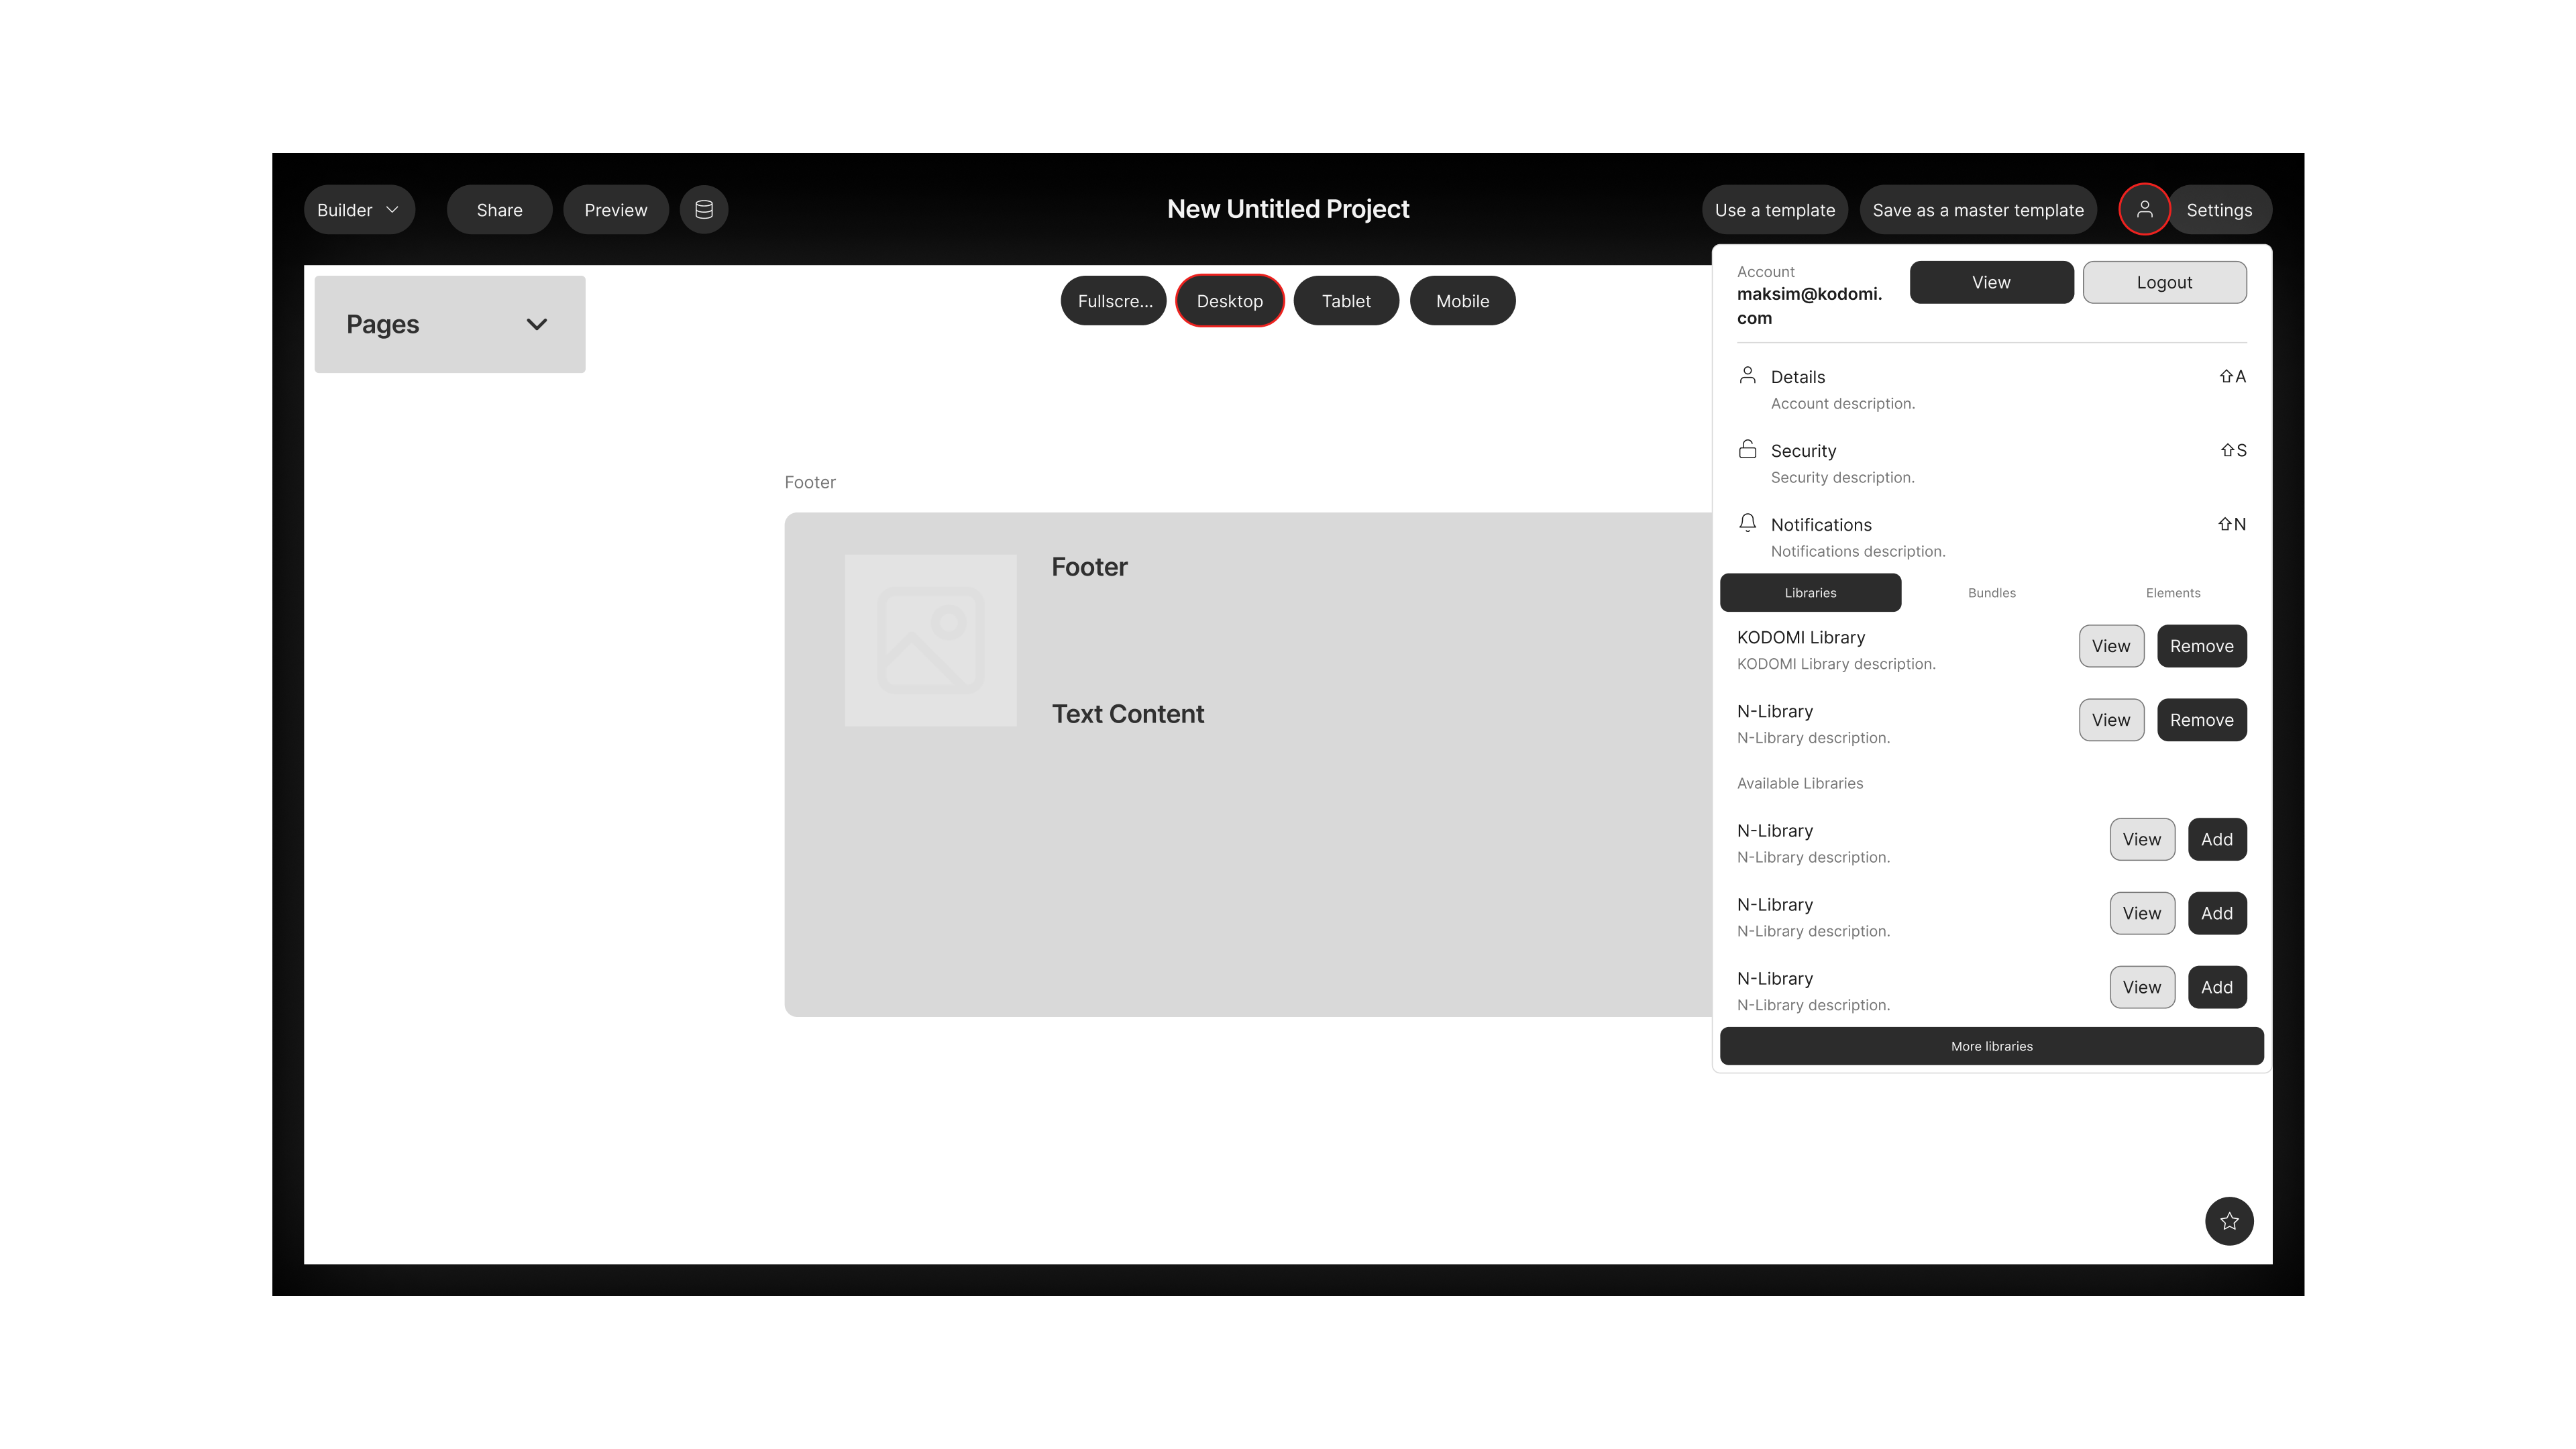 Builder
Share
Preview
New Untitled Project
Use a template
Save as a master template
Settings
Pages
Fullscre...
Desktop
Tablet
Mobile
Footer
Footer
Text Content
Account
maksim@kodomi.
com
View
Logout
Details
⇧A
Account description.
Security
⇧S
Security description.
Notifications
⇧N
Notifications description.
Libraries
Bundles
Elements
KODOMI Library
KODOMI Library description.
View
Remove
N-Library
N-Library description.
View
Remove
Available Libraries
N-Library
N-Library description.
View
Add
N-Library
N-Library description.
View
Add
N-Library
N-Library description.
View
Add
More libraries